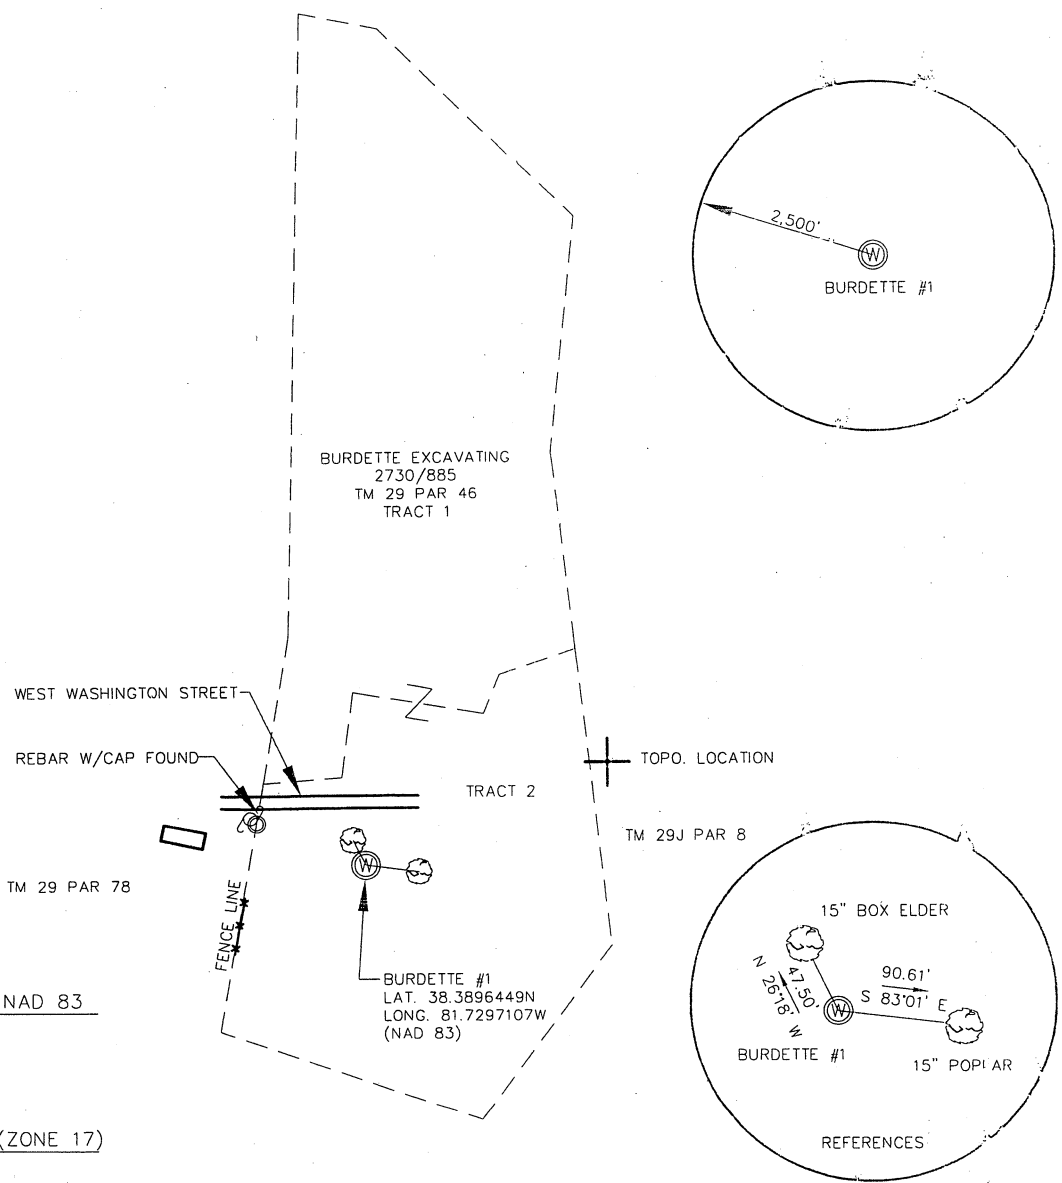 2,500'
W
BURDETTE #1
BURDETTE EXCAVATING
2730/885
TM 29 PAR 46
TRACT 1
WEST WASHINGTON STREET
REBAR W/CAP FOUND
TOPO. LOCATION
TRACT 2
TM 29J PAR 8
W
TM 29 PAR 78
FENCE LINE
BURDETTE #1
LAT. 38.3896449N
LONG. 81.7297107W
(NAD 83)
NAD 83
(ZONE 17)
15" BOX ELDER
47.50'
N 26°18' W
90.61'
S 83°01' E
W
BURDETTE #1
15" POPLAR
REFERENCES